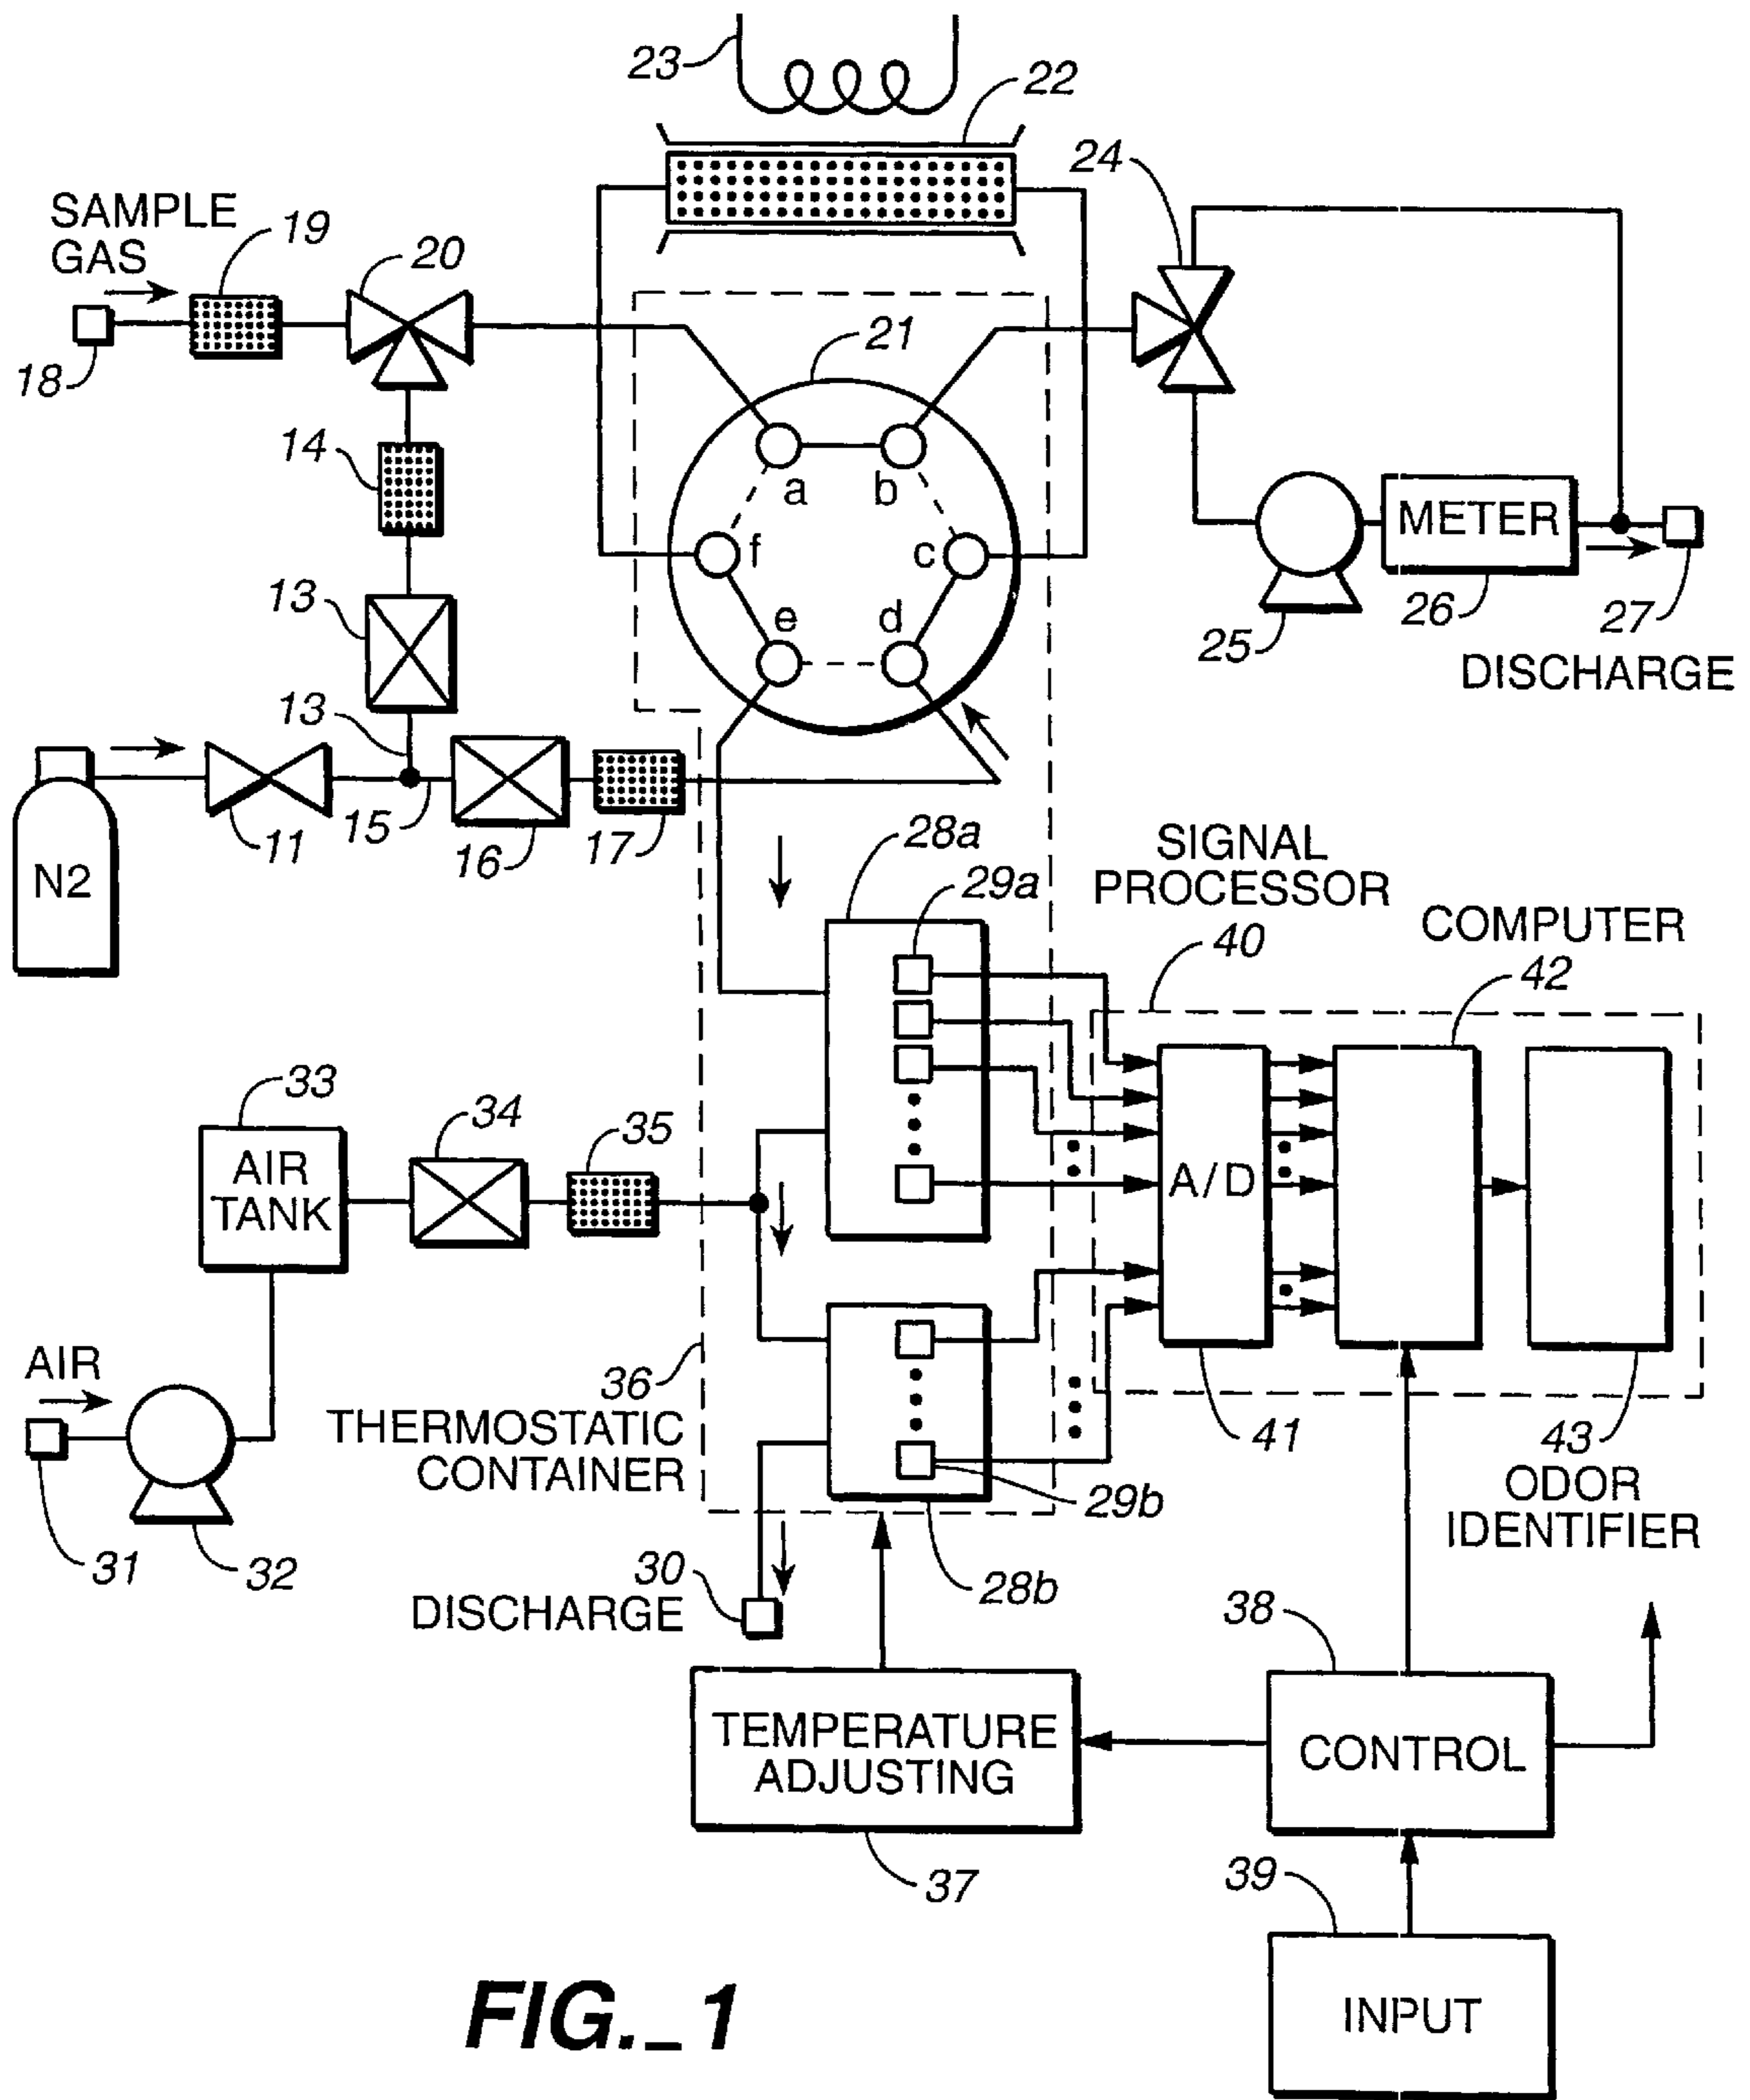 23
22
24
SAMPLE
GAS
19
20
21
18
14
a
b
f
c
METER
13
e
d
25
26
27
DISCHARGE
13
N2
11
15
16
17
28a
29a
SIGNAL
PROCESSOR
40
COMPUTER
42
33
34
35
AIR
TANK
A/D
AIR
36
THERMOSTATIC
CONTAINER
41
43
ODOR
IDENTIFIER
29b
31
32
30
DISCHARGE
28b
38
TEMPERATURE
ADJUSTING
CONTROL
37
39
INPUT
FIG._1